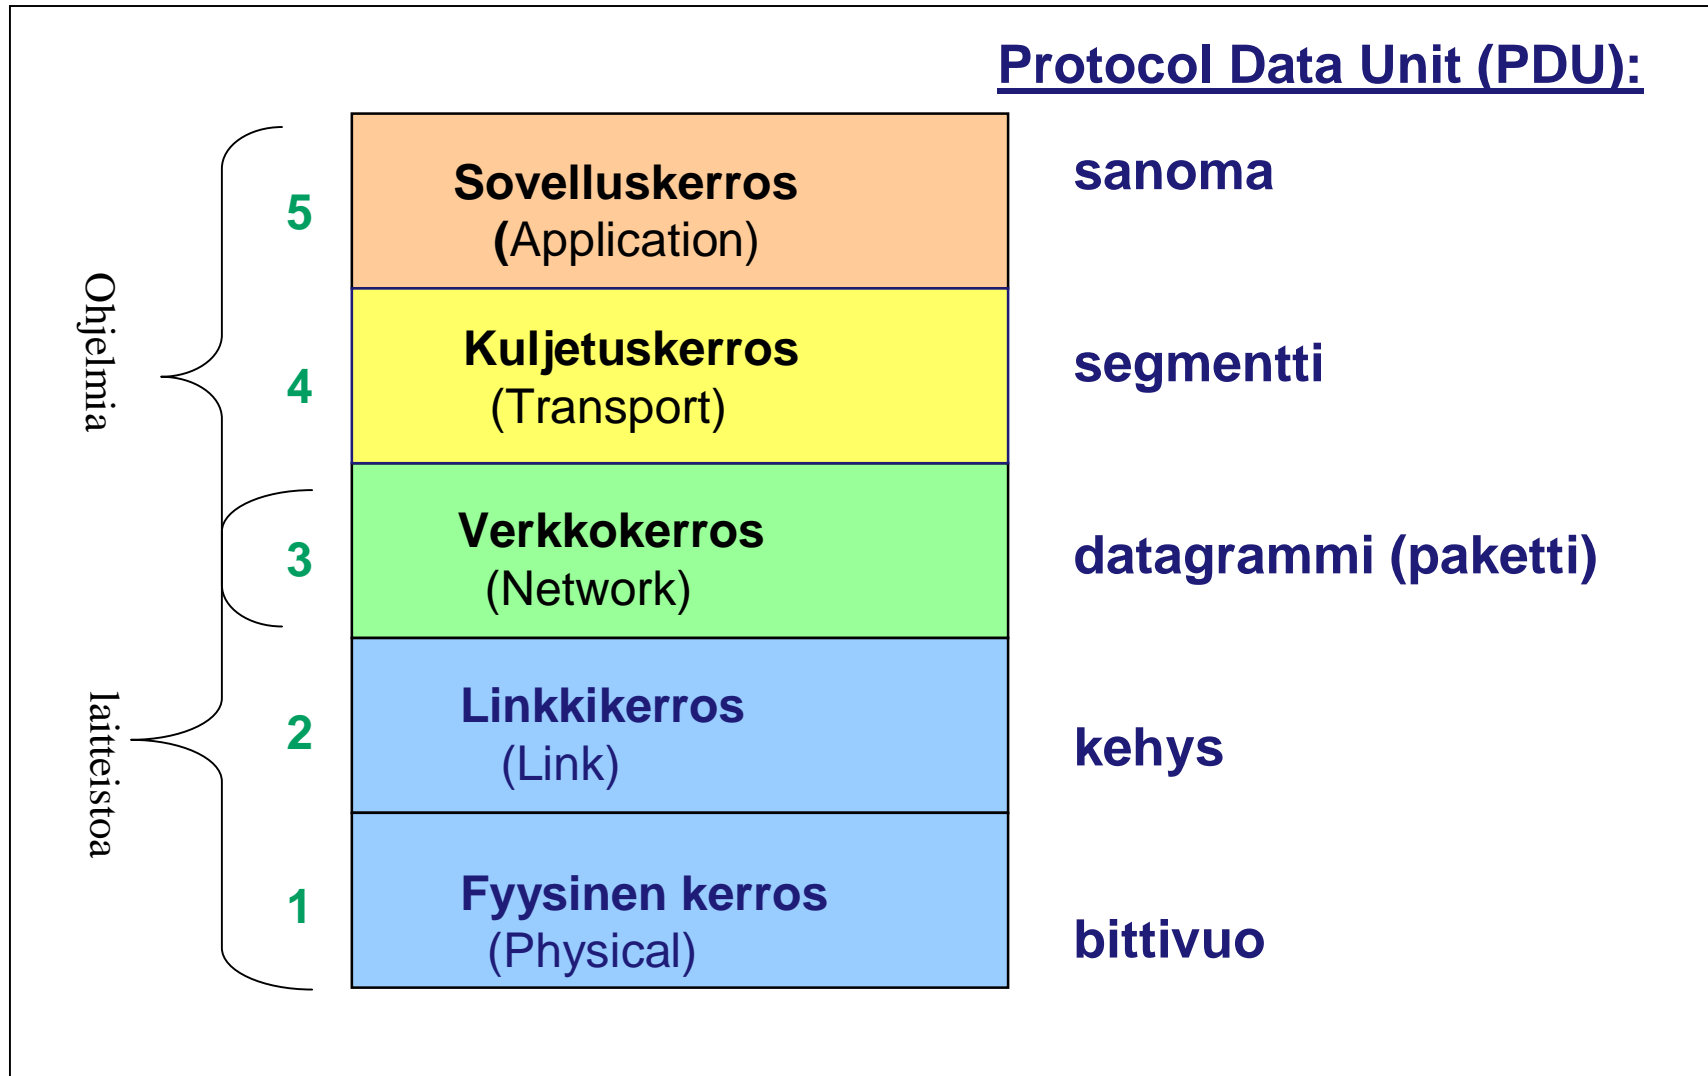 Protocol Data Unit (PDU):
Ohjelmia
5
Sovelluskerros
(Application)
sanoma
4
Kuljetuskerros
(Transport)
segmentti
3
Verkkokerros
(Network)
datagrammi (paketti)
laitteistoa
2
Linkkikerros
(Link)
kehys
1
Fyysinen kerros
(Physical)
bittivuo